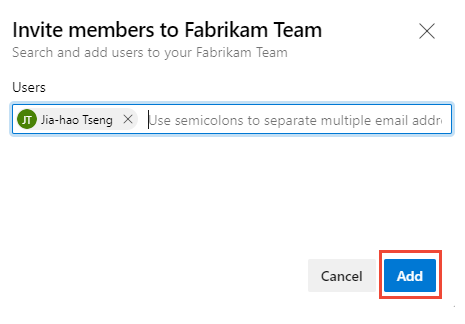 Invite members to Fabrikam Team
Search and add users to your Fabrikam Team
Users
JT Jia-hao Tseng Use semicolons to separate multiple email addr
Cancel Add